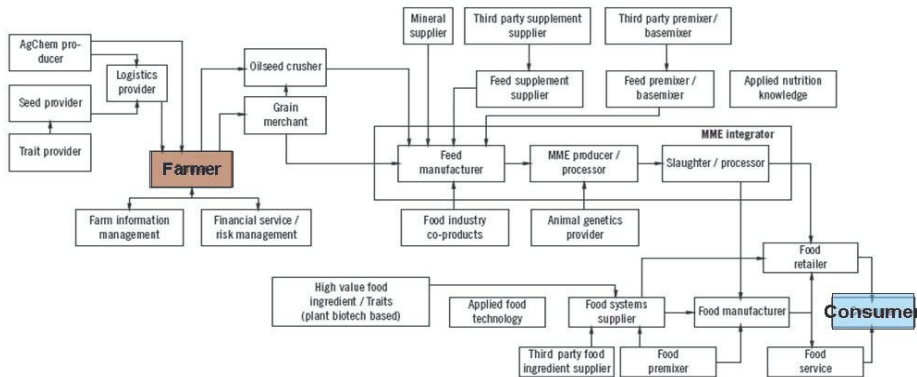 Mineral
supplier
Third party supplement
supplier
Third party premixer /
basemixer
AgChem pro-
ducer
Logistics
provider
Oilseed crusher
Feed supplement
supplier
Feed premixer /
basemixer
Applied nutrition
knowledge
Seed provider
Grain
merchant
Trait provider
MME integrator
Farmer
Feed
manufacturer
MME producer /
processor
Slaughter / processor
Farm information
management
Financial service /
risk management
Food industry
co-products
Animal genetics
provider
Food
retailer
High value food
ingredient / Traits
(plant biotech based)
Applied food
technology
Food systems
supplier
Food manufacturer
Consumer
Third party food
ingredient supplier
Food
premixer
Food
service